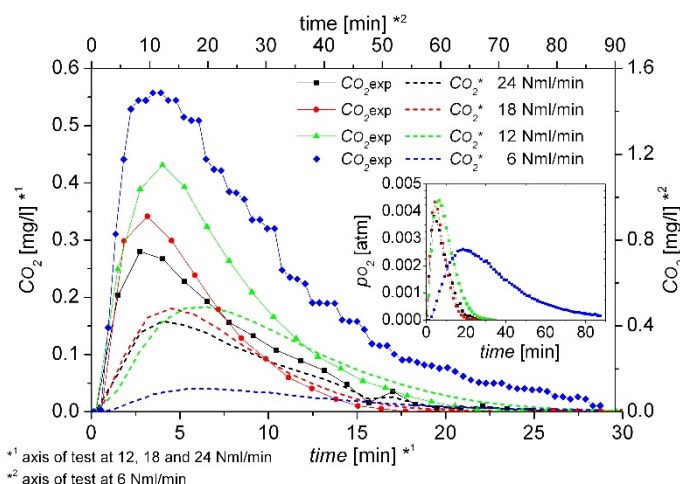 time [min] *2
0 10 20 30 40 50 60 70 80 90
0.6 1.6
CO2exp CO2* 24 Nml/min
CO2exp CO2* 18 Nml/min
CO2exp CO2* 12 Nml/min
CO2exp CO2* 6 Nml/min
0.5
1.2
0.4
0.3
0.8
0.2
0.4
0.1
0.0 0.0
CO2 [mg/l] *1
CO2 [mg/l] *2
0.005
0.004
0.003
0.002
0.001
0.000
pO2 [atm]
0 20 40 60 80
time [min]
0 5 10 15 20 25 30
time [min] *1
*1 axis of test at 12, 18 and 24 Nml/min
*2 axis of test at 6 Nml/min